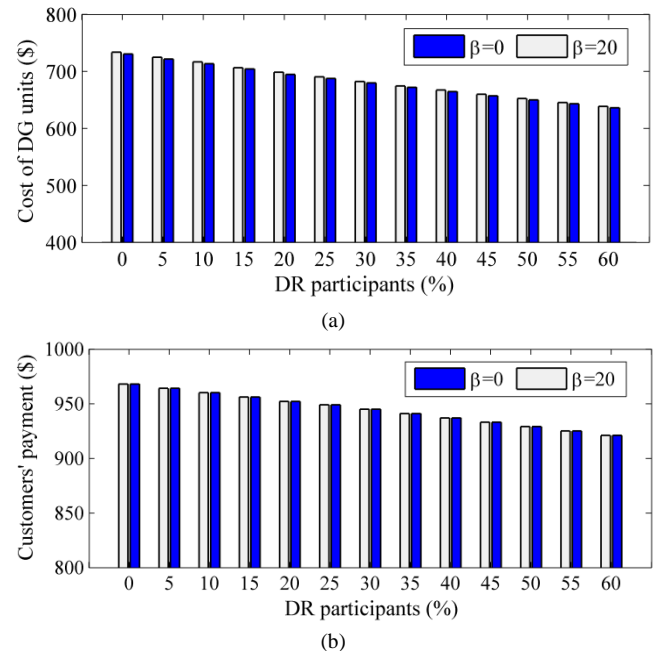 800
700
600
500
400
Cost of DG units ($)
β=0 β=20
0 5 10 15 20 25 30 35 40 45 50 55 60
DR participants (%)
(a)
1000
950
900
850
800
Customers' payment ($)
β=0 β=20
0 5 10 15 20 25 30 35 40 45 50 55 60
DR participants (%)
(b)